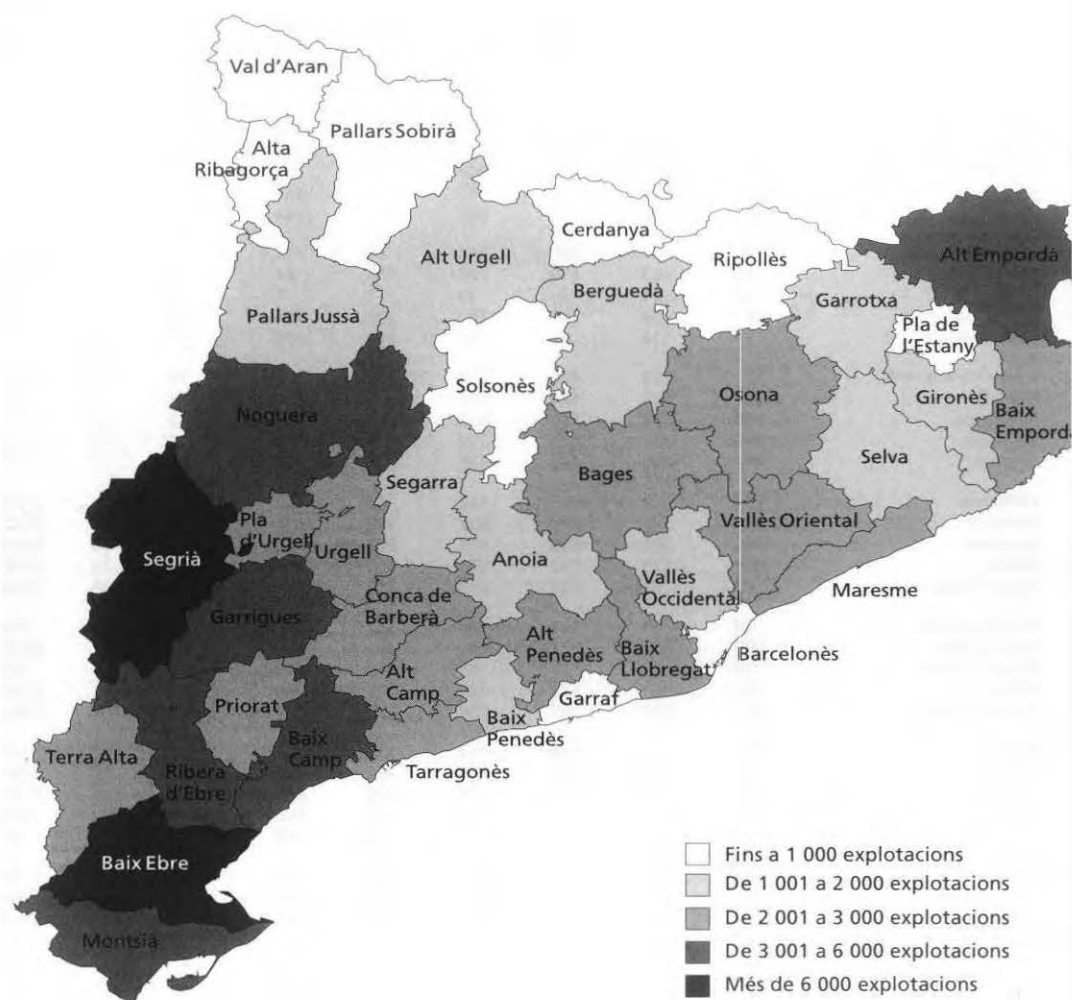 Val d'Aran
Pallars Sobirà
Alta
Ribagorça
Cerdanya
Ripollès
Alt Empordà
Alt Urgell
Berguedà
Garrotxa
Pallars Jussà
Pla de
l'Estany
Solsonès
Osona
Gironès
Baix
Empordà
Noguera
Segarra
Bages
Selva
Pla
d'Urgell
Urgell
Vallès Oriental
Segrià
Anoia
Vallès
Occidental
Maresme
Garrigues
Conca de
Barberà
Alt
Penedès
Baix
Llobregat
Barcelonès
Alt
Camp
Garraf
Priorat
Baix
Penedès
Baix
Camp
Terra Alta
Ribera
d'Ebre
Tarragonès
Baix Ebre
Montsià
Fins a 1 000 explotacions
De 1 001 a 2 000 explotacions
De 2 001 a 3 000 explotacions
De 3 001 a 6 000 explotacions
Més de 6 000 explotacions